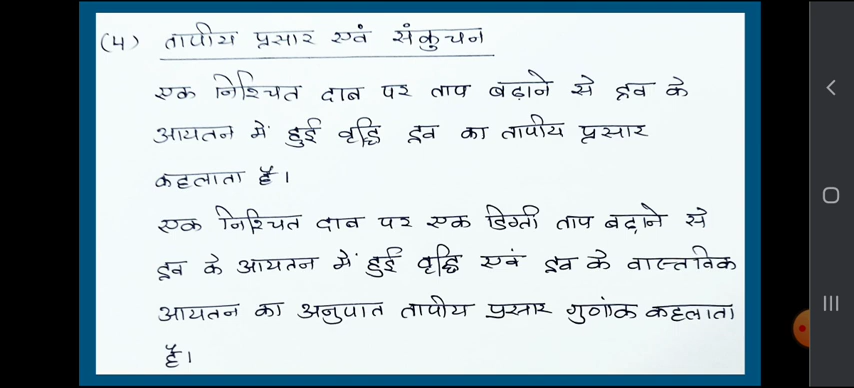 (4) तापीय प्रसार एवं संकुचन
एक निश्चित दाब पर ताप बढ़ाने से द्रव के
आयतन में हुई वृद्धि द्रव का तापीय प्रसार
कहलाता है।
एक निश्चित दाब पर एक डिग्री ताप बढ़ाने से
द्रव के आयतन में हुई वृद्धि एवं द्रव के वास्तविक
आयतन का अनुपात तापीय प्रसार गुणांक कहलाता
है।